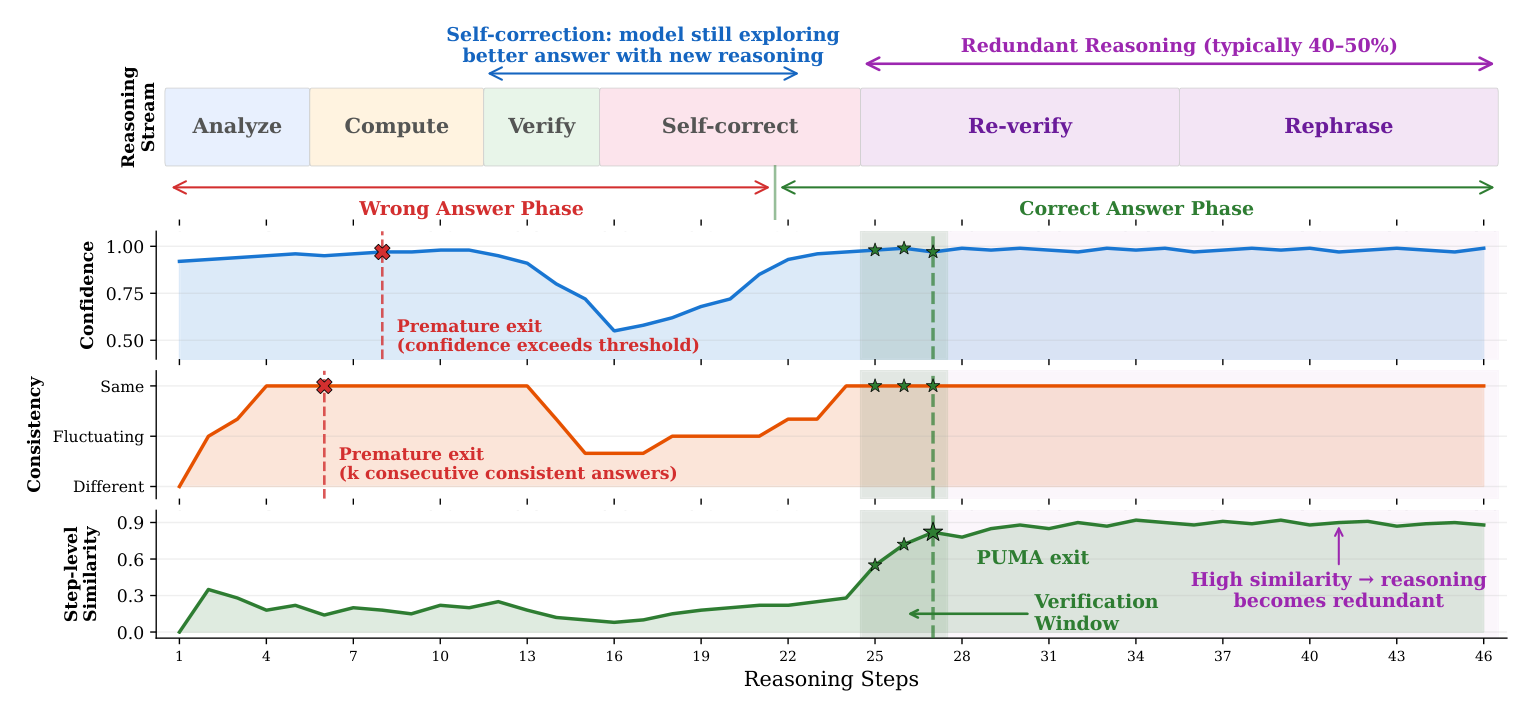 Self-correction: model still exploring
better answer with new reasoning
Redundant Reasoning (typically 40–50%)
Reasoning
Stream
Analyze
Compute
Verify
Self-correct
Re-verify
Rephrase
Wrong Answer Phase
Correct Answer Phase
Confidence
1.00
0.75
0.50
Premature exit
(confidence exceeds threshold)
Consistency
Same
Fluctuating
Different
Premature exit
(k consecutive consistent answers)
Step-level
Similarity
0.9
0.6
0.3
0.0
PUMA exit
High similarity → reasoning
becomes redundant
Verification
Window
1 4 7 10 13 16 19 22 25 28 31 34 37 40 43 46
Reasoning Steps